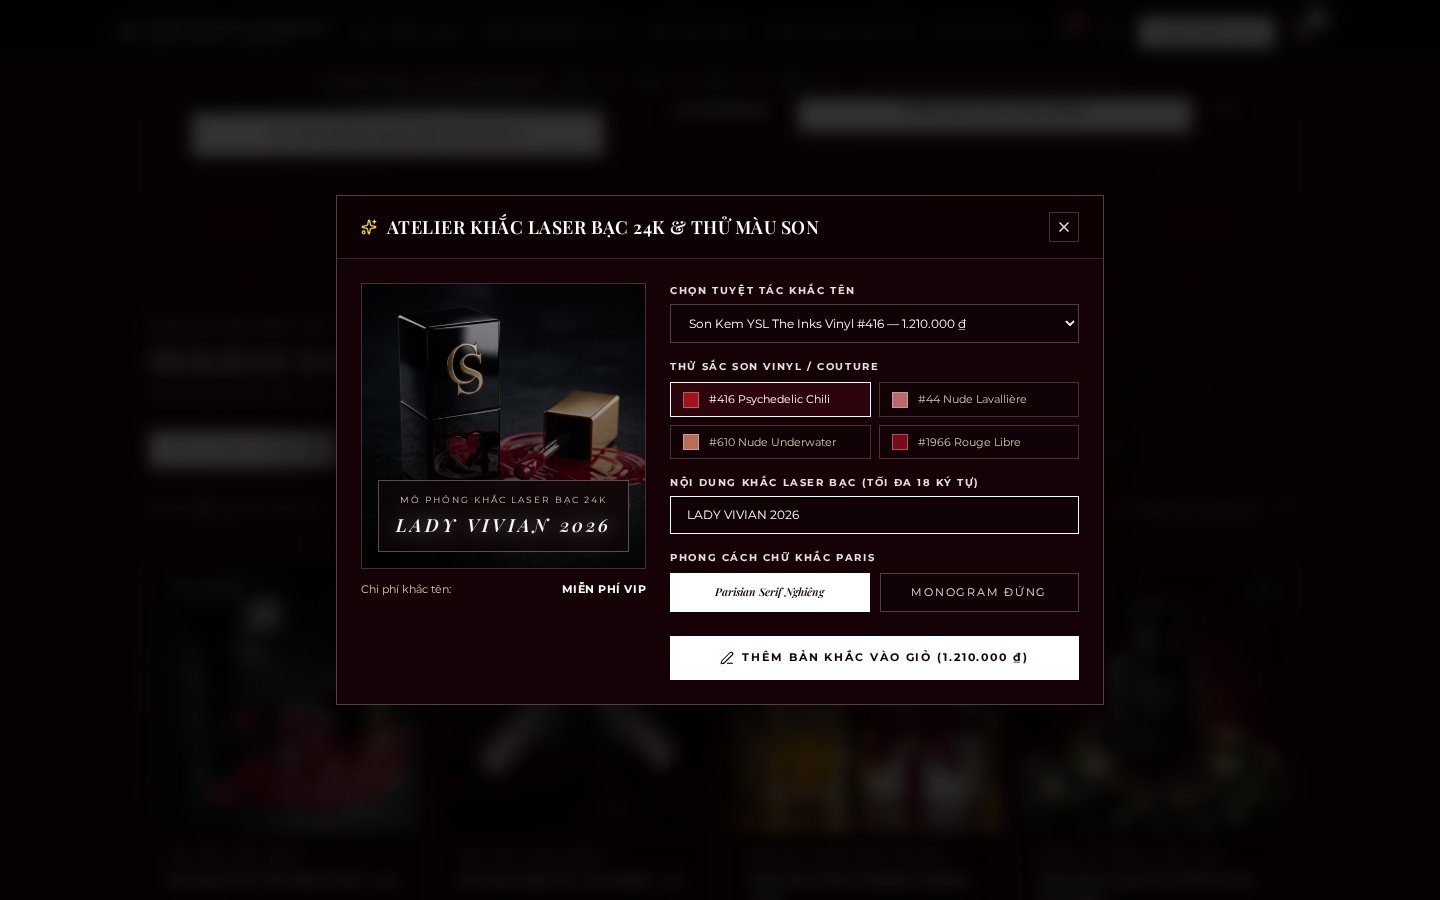 ATELIER KHẮC LASER BẠC 24K & THỬ MÀU SON
CS
MÔ PHỎNG KHẮC LASER BẠC 24K
LADY VIVIAN 2026
Chi phí khắc tên:
MIỄN PHÍ VIP
CHỌN TUYỆT TÁC KHẮC TÊN
Son Kem YSL The Inks Vinyl #416 — 1.210.000 ₫
THỬ SẮC SON VINYL / COUTURE
#416 Psychedelic Chili
#44 Nude Lavallière
#610 Nude Underwater
#1966 Rouge Libre
NỘI DUNG KHẮC LASER BẠC (TỐI ĐA 18 KÝ TỰ)
LADY VIVIAN 2026
PHONG CÁCH CHỮ KHẮC PARIS
Parisian Serif Nghiêng
MONOGRAM ĐỨNG
THÊM BẢN KHẮC VÀO GIỎ (1.210.000 ₫)